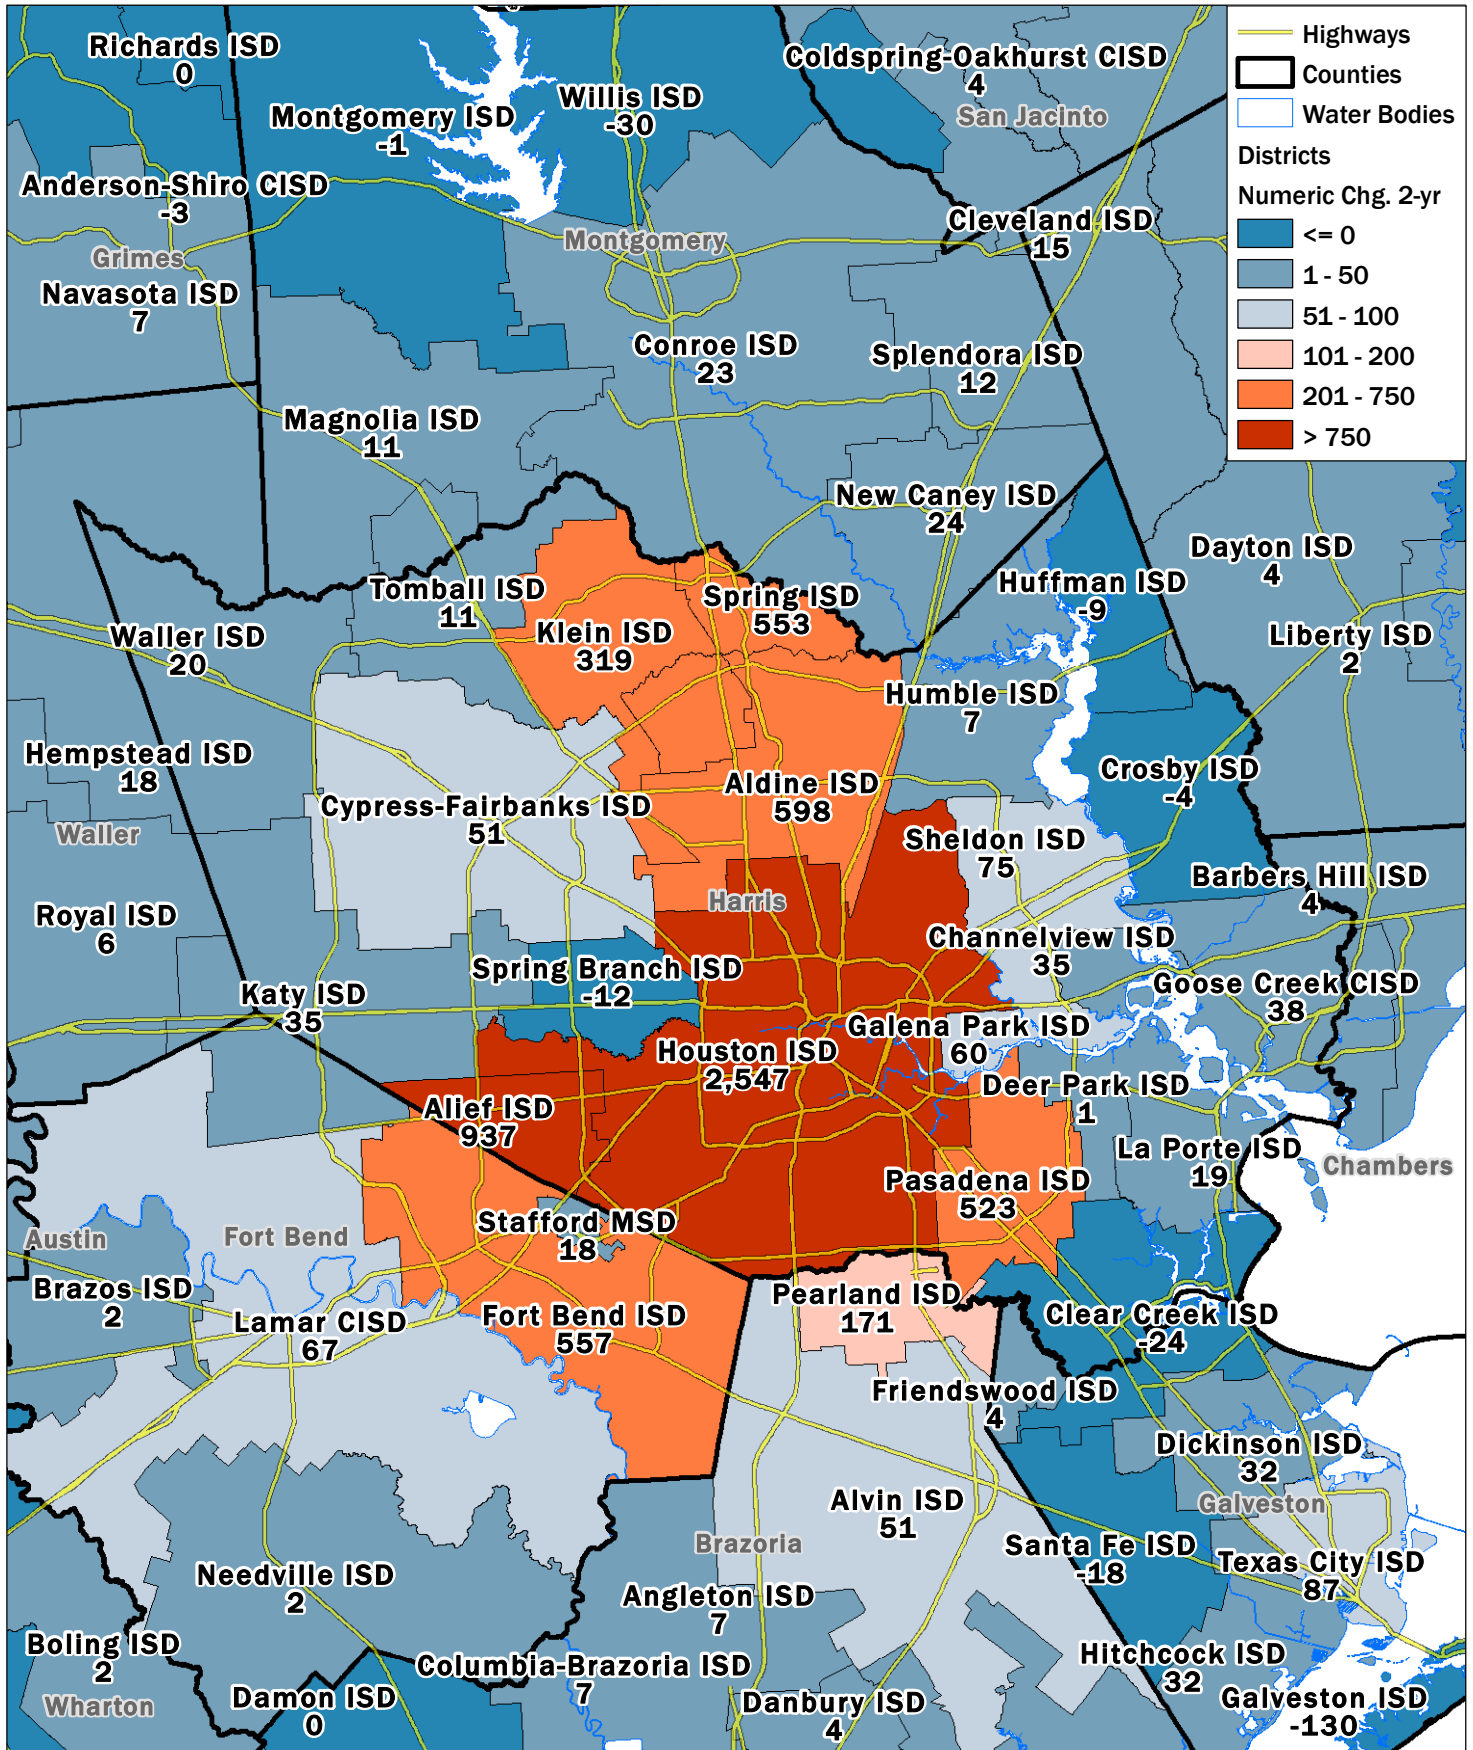 Highways
Counties
Water Bodies
Districts
Numeric Chg. 2-yr
<= 0
1 - 50
51 - 100
101 - 200
201 - 750
> 750
Richards ISD
0
Coldspring-Oakhurst CISD
4
San Jacinto
Willis ISD
-30
Montgomery ISD
-1
Anderson-Shiro CISD
-3
Cleveland ISD
15
Montgomery
Grimes
Navasota ISD
7
Conroe ISD
23
Splendora ISD
12
Magnolia ISD
11
New Caney ISD
24
Dayton ISD
4
Tomball ISD
11
Huffman ISD
-9
Spring ISD
553
Klein ISD
319
Waller ISD
20
Liberty ISD
2
Humble ISD
7
Hempstead ISD
18
Crosby ISD
-4
Aldine ISD
598
Cypress-Fairbanks ISD
51
Waller
Sheldon ISD
75
Barbers Hill ISD
4
Harris
Royal ISD
6
Channelview ISD
35
Spring Branch ISD
-12
Goose Creek CISD
38
Katy ISD
35
Galena Park ISD
60
Houston ISD
2,547
Deer Park ISD
1
Alief ISD
937
La Porte ISD
19
Chambers
Pasadena ISD
523
Stafford MSD
18
Austin
Fort Bend
Brazos ISD
2
Pearland ISD
171
Lamar CISD
67
Fort Bend ISD
557
Clear Creek ISD
-24
Friendswood ISD
4
Dickinson ISD
32
Alvin ISD
51
Galveston
Brazoria
Santa Fe ISD
-18
Texas City ISD
87
Needville ISD
2
Angleton ISD
7
Boling ISD
2
Hitchcock ISD
32
Columbia-Brazoria ISD
7
Wharton
Damon ISD
0
Danbury ISD
4
Galveston ISD
-130